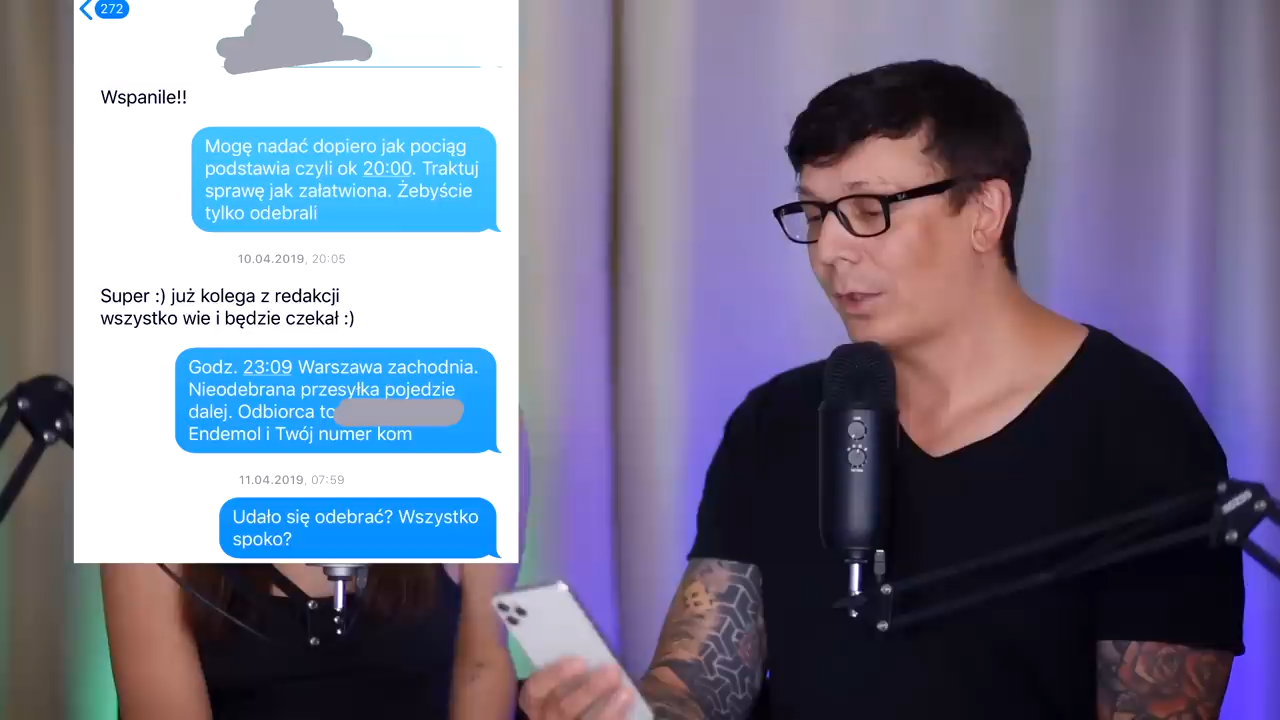 272
Wspanile!!
Mogę nadać dopiero jak pociąg
podstawia czyli ok 20:00. Traktuj
sprawę jak załatwiona. Żebyście
tylko odebrali
10.04.2019, 20:05
Super :) już kolega z redakcji
wszystko wie i będzie czekał :)
Godz. 23:09 Warszawa zachodnia.
Nieodebrana przesyłka pojedzie
dalej. Odbiorca to
Endemol i Twój numer kom
11.04.2019, 07:59
Udało się odebrać? Wszystko
spoko?